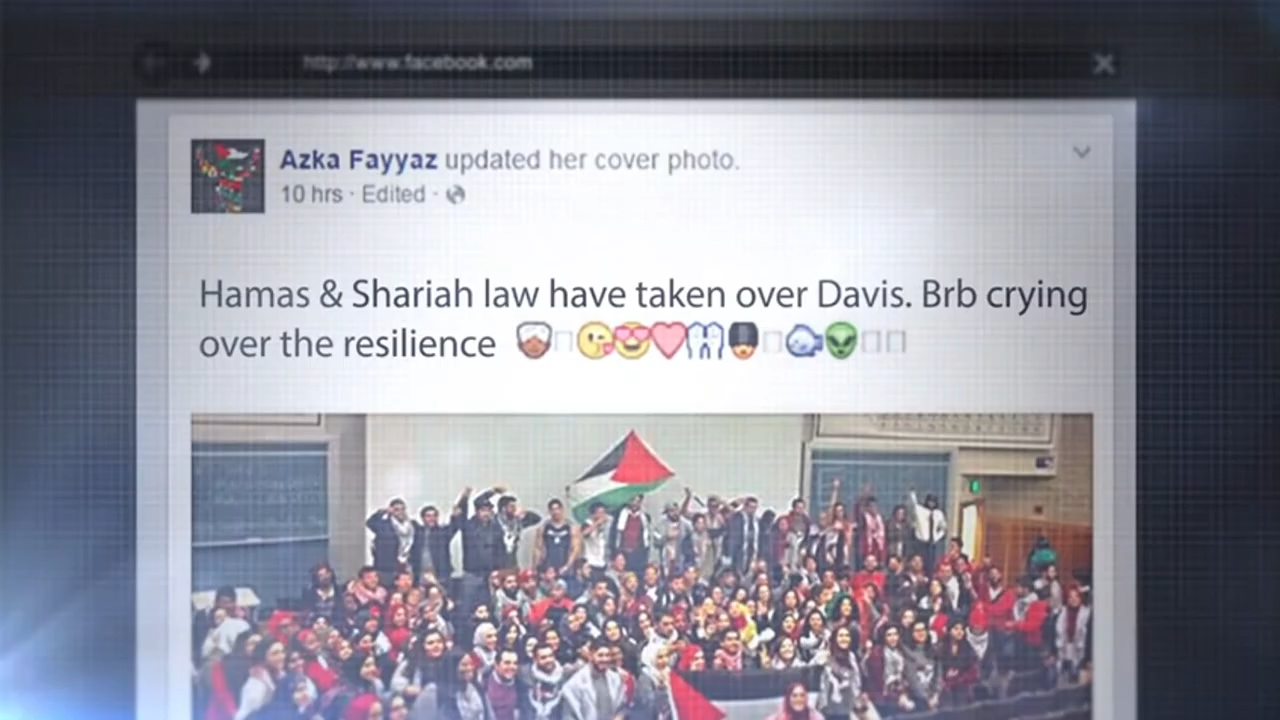 http://www.facebook.com
Azka Fayyaz updated her cover photo.
10 hrs · Edited ·
Hamas & Shariah law have taken over Davis. Brb crying
over the resilience